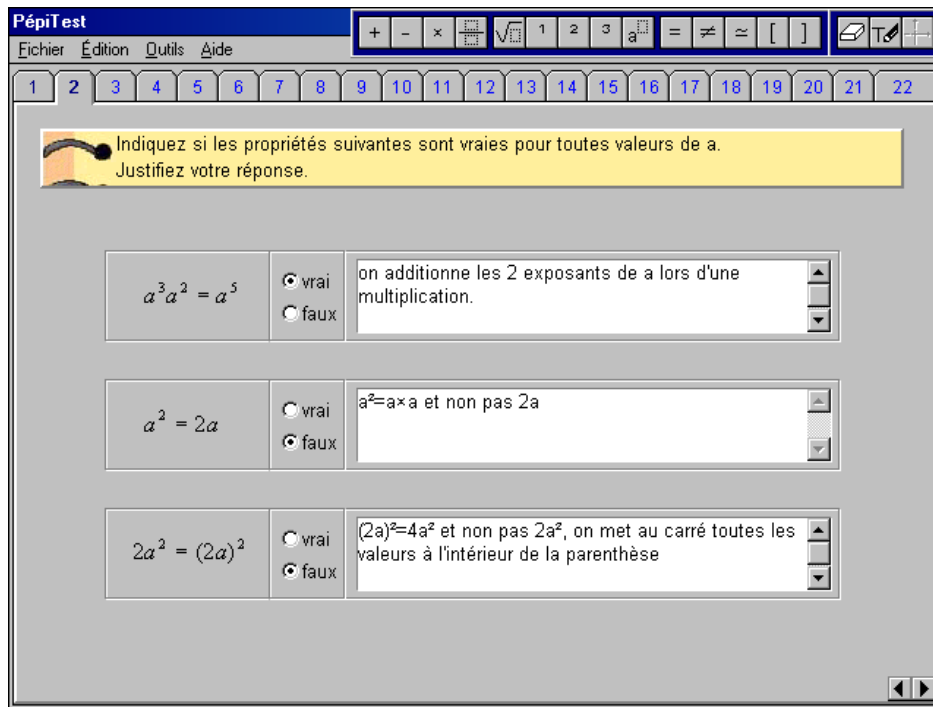 PépiTest
Fichier Édition Outils Aide
+ - × √ 1 2 3 a = ≠ ≃ [ ] T
1 2 3 4 5 6 7 8 9 10 11 12 13 14 15 16 17 18 19 20 21 22
Indiquez si les propriétés suivantes sont vraies pour toutes valeurs de a.
Justifiez votre réponse.
a³a² = a⁵
vrai
faux
on additionne les 2 exposants de a lors d'une
multiplication.
a² = 2a
vrai
faux
a²=a×a et non pas 2a
2a² = (2a)²
vrai
faux
(2a)²=4a² et non pas 2a², on met au carré toutes les
valeurs à l'intérieur de la parenthèse